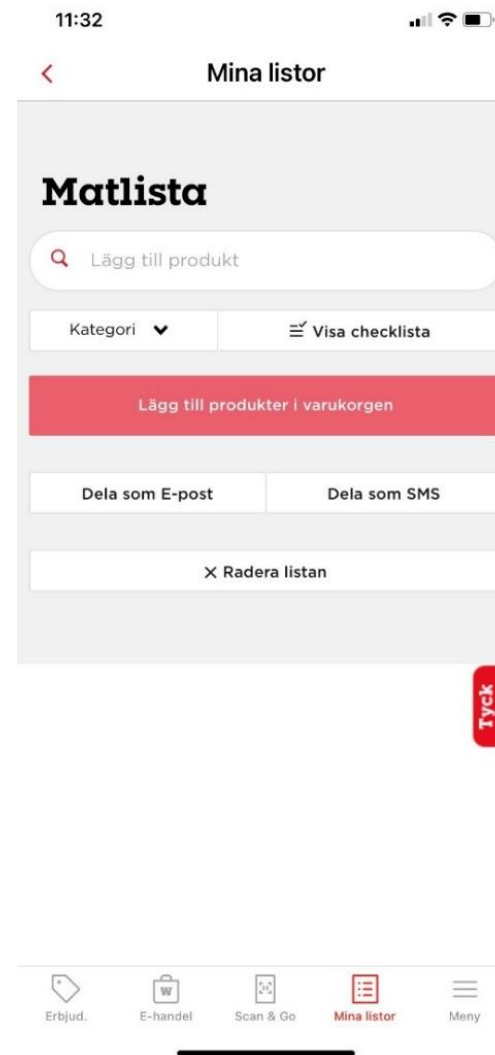 11:32
Mina listor
Matlista
Lägg till produkt
Kategori
Visa checklista
Lägg till produkter i varukorgen
Dela som E-post
Dela som SMS
Radera listan
Tyck
W
Erbjud.
E-handel
Scan & Go
Mina listor
Meny